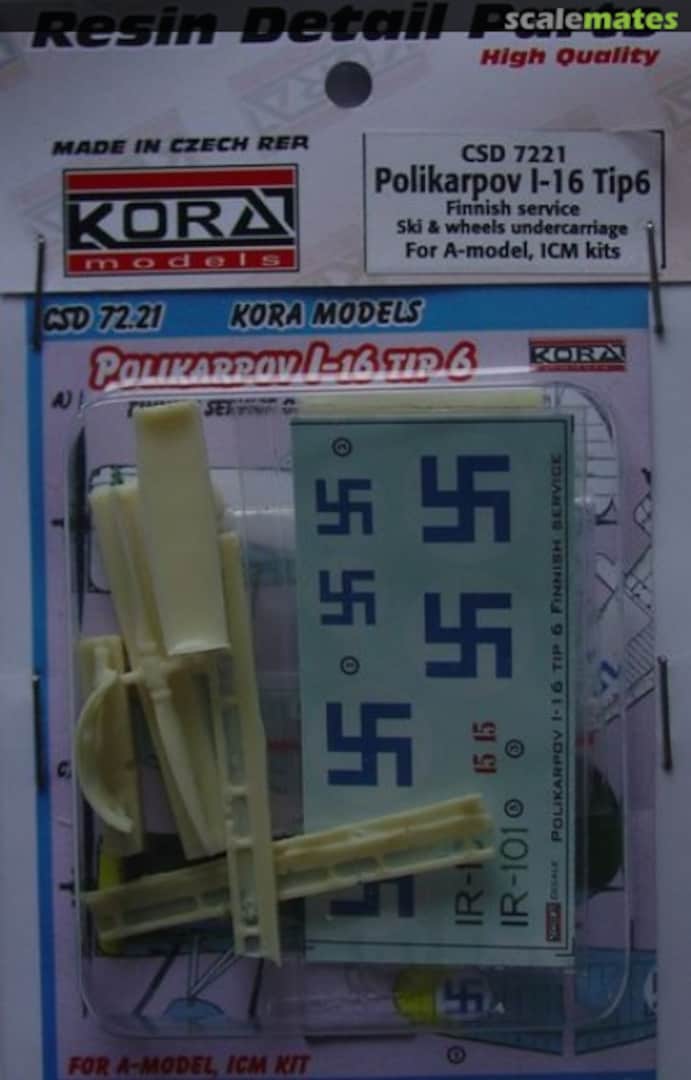 scalemates
Resin Detail Parts
High Quality
MADE IN CZECH REP.
KORA
models
CSD 7221
Polikarpov I-16 Tip6
Finnish service
Ski & wheels undercarriage
For A-model, ICM kits
CSD 72.21 KORA MODELS
POLIKARPOV I-16 TIP 6
KORA
A)
15 15
IR-101
POLIKARPOV I-16 TIP 6 FINNISH SERVICE
DECALS
FOR A-MODEL, ICM KIT